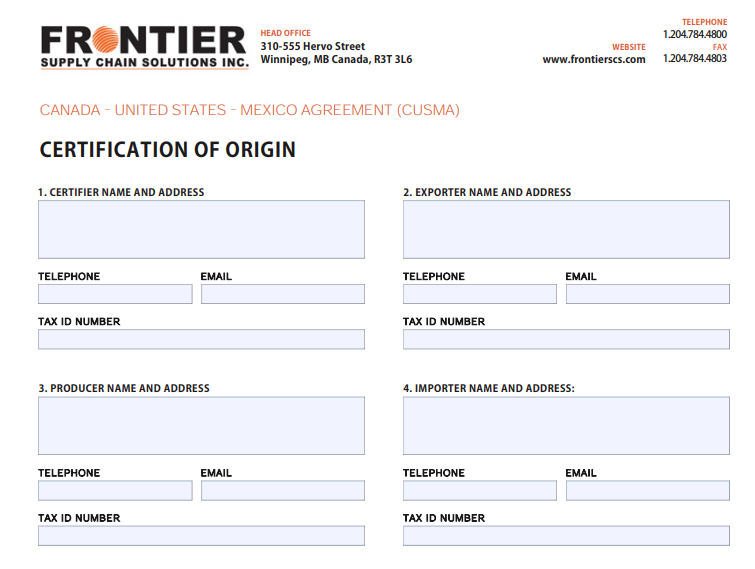 FRONTIER
SUPPLY CHAIN SOLUTIONS INC.
HEAD OFFICE
310-555 Hervo Street
Winnipeg, MB Canada, R3T 3L6
WEBSITE
www.frontierscs.com
TELEPHONE
1.204.784.4800
FAX
1.204.784.4803
CANADA - UNITED STATES - MEXICO AGREEMENT (CUSMA)
CERTIFICATION OF ORIGIN
1. CERTIFIER NAME AND ADDRESS
TELEPHONE EMAIL
TAX ID NUMBER
2. EXPORTER NAME AND ADDRESS
TELEPHONE EMAIL
TAX ID NUMBER
3. PRODUCER NAME AND ADDRESS
TELEPHONE EMAIL
TAX ID NUMBER
4. IMPORTER NAME AND ADDRESS:
TELEPHONE EMAIL
TAX ID NUMBER